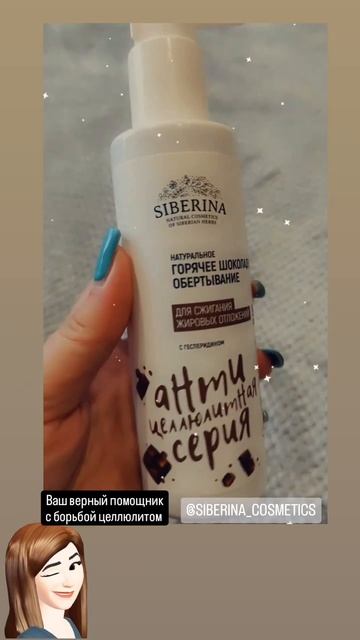 SIBERINA
NATURAL COSMETICS
OF SIBERIAN HERBS
НАТУРАЛЬНОЕ
ГОРЯЧЕЕ ШОКОЛАД
ОБЕРТЫВАНИЕ
ДЛЯ СЖИГАНИЯ
ЖИРОВЫХ ОТЛОЖЕНИЙ
С ГЕСПЕРИДИНОМ
анти
целлюлитная
серия
Ваш верный помощник
с борьбой целлюлитом
@SIBERINA_COSMETICS